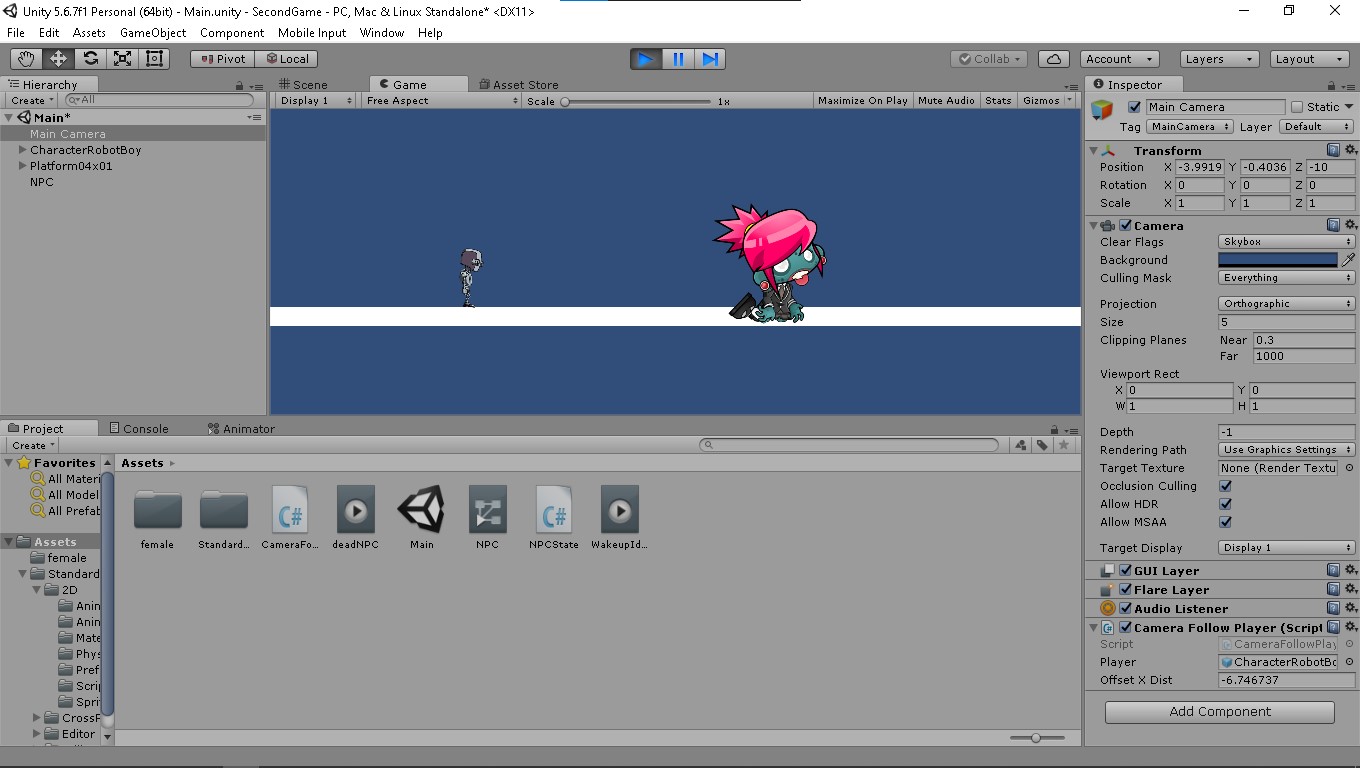 Unity 5.6.7f1 Personal (64bit) - Main.unity - SecondGame - PC, Mac & Linux Standalone* <DX11>
File Edit Assets GameObject Component Mobile Input Window Help
Pivot Local Collab Account Layers Layout
Hierarchy
Create All
Main*
Main Camera
CharacterRobotBoy
Platform04x01
NPC
Scene Game Asset Store
Display 1 Free Aspect Scale 1x Maximize On Play Mute Audio Stats Gizmos
Project Console Animator
Create
Favorites
All Materi
All Model
All Prefab
Assets
female
Standard
2D
Anin
Anin
Mate
Phys
Pref
Scrip
Sprit
CrossP
Editor
Assets
female Standard... CameraFo... deadNPC Main NPC NPCState WakeupId...
C# C#
Inspector
Main Camera Static
Tag MainCamera Layer Default
Transform
Position X -3.9919 Y -0.4036 Z -10
Rotation X 0 Y 0 Z 0
Scale X 1 Y 1 Z 1
Camera
Clear Flags Skybox
Background
Culling Mask Everything
Projection Orthographic
Size 5
Clipping Planes Near 0.3
Far 1000
Viewport Rect
X 0 Y 0
W 1 H 1
Depth -1
Rendering Path Use Graphics Settings
Target Texture None (Render Textu
Occlusion Culling
Allow HDR
Allow MSAA
Target Display Display 1
GUI Layer
Flare Layer
Audio Listener
Camera Follow Player (Script
Script CameraFollowPlay
Player CharacterRobotBo
Offset X Dist -6.746737
Add Component